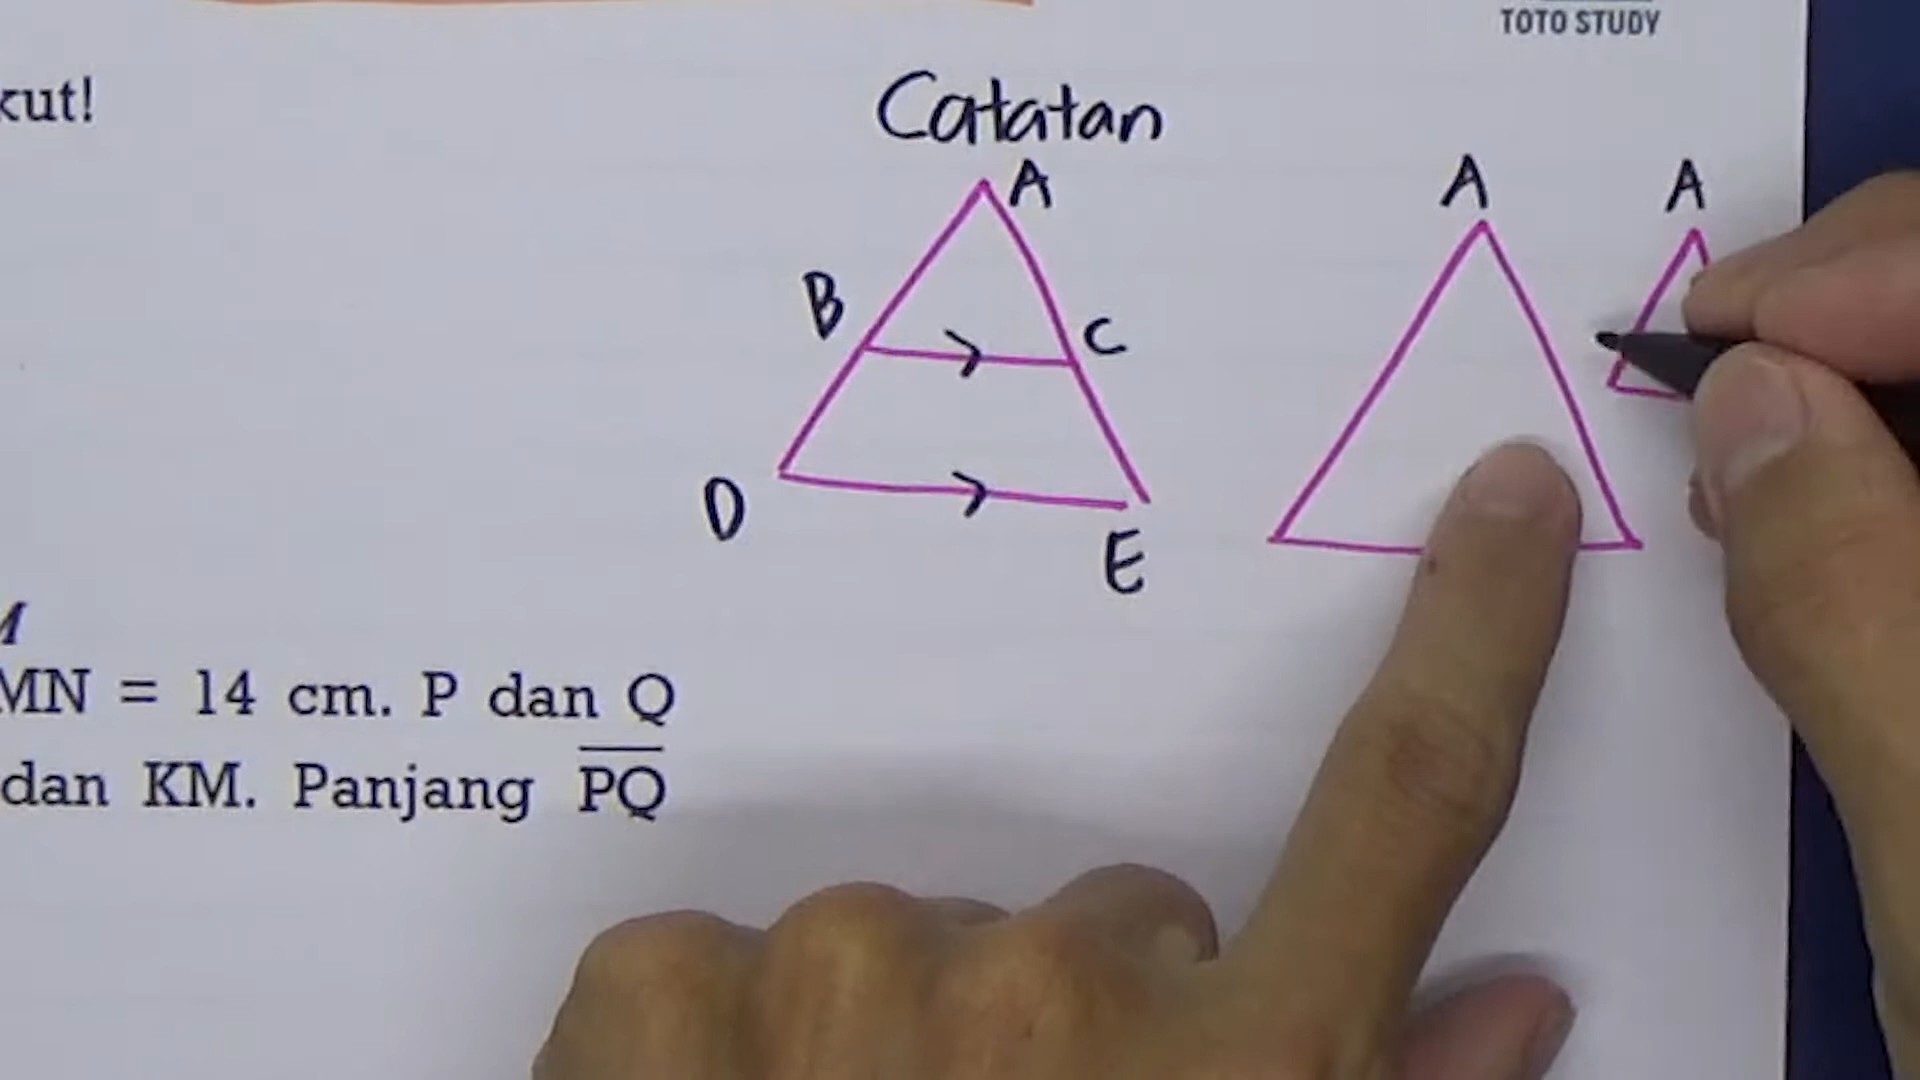 TOTO STUDY
kut!
Catatan
A
A
A
B
C
D
E
M
MN = 14 cm. P dan Q
dan KM. Panjang PQ